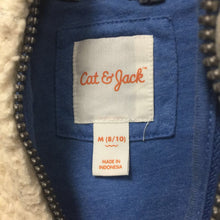 Cat & Jack™
M (8/10)
MADE IN
INDONESIA